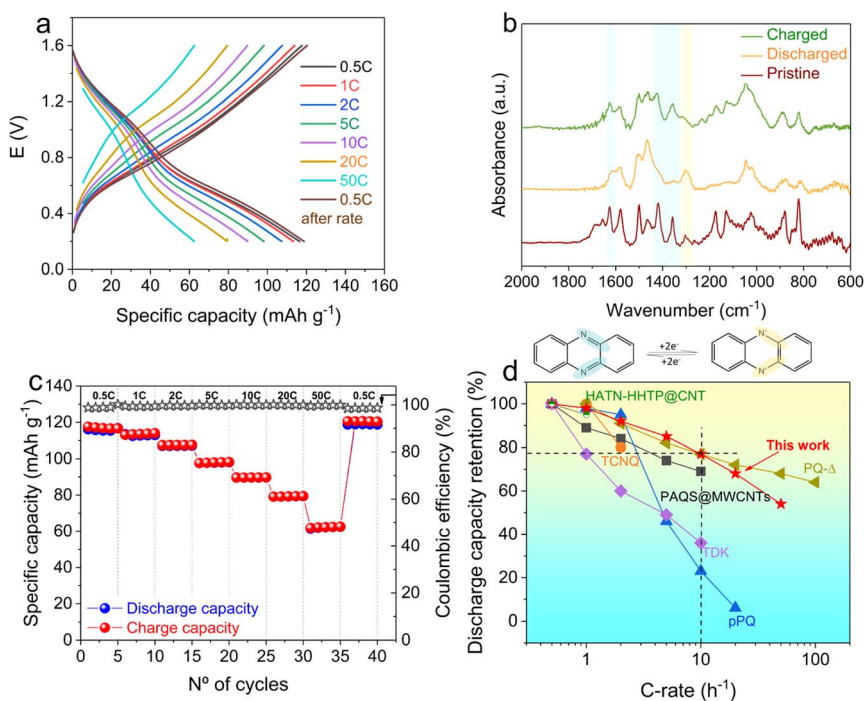 a
1.6
1.2
0.8
0.4
0.0
E (V)
0 20 40 60 80 100 120 140 160
Specific capacity (mAh g⁻¹)
0.5C
1C
2C
5C
10C
20C
50C
0.5C
after rate
b
Charged
Discharged
Pristine
Absorbance (a.u.)
2000 1800 1600 1400 1200 1000 800 600
Wavenumber (cm⁻¹)
N
N
+2e⁻
+2e⁻
N
N
c
0.5C 1C 2C 5C 10C 20C 50C 0.5C
140
120
100
80
60
40
20
0
Specific capacity (mAh g⁻¹)
100
80
60
40
20
0
Coulombic efficiency (%)
Discharge capacity
Charge capacity
0 5 10 15 20 25 30 35 40
Nº of cycles
d
100
80
60
40
20
0
Discharge capacity retention (%)
HATN-HHTP@CNT
This work
TCNQ
PQ-Δ
PAQS@MWCNTs
TDK
pPQ
1 10 100
C-rate (h⁻¹)